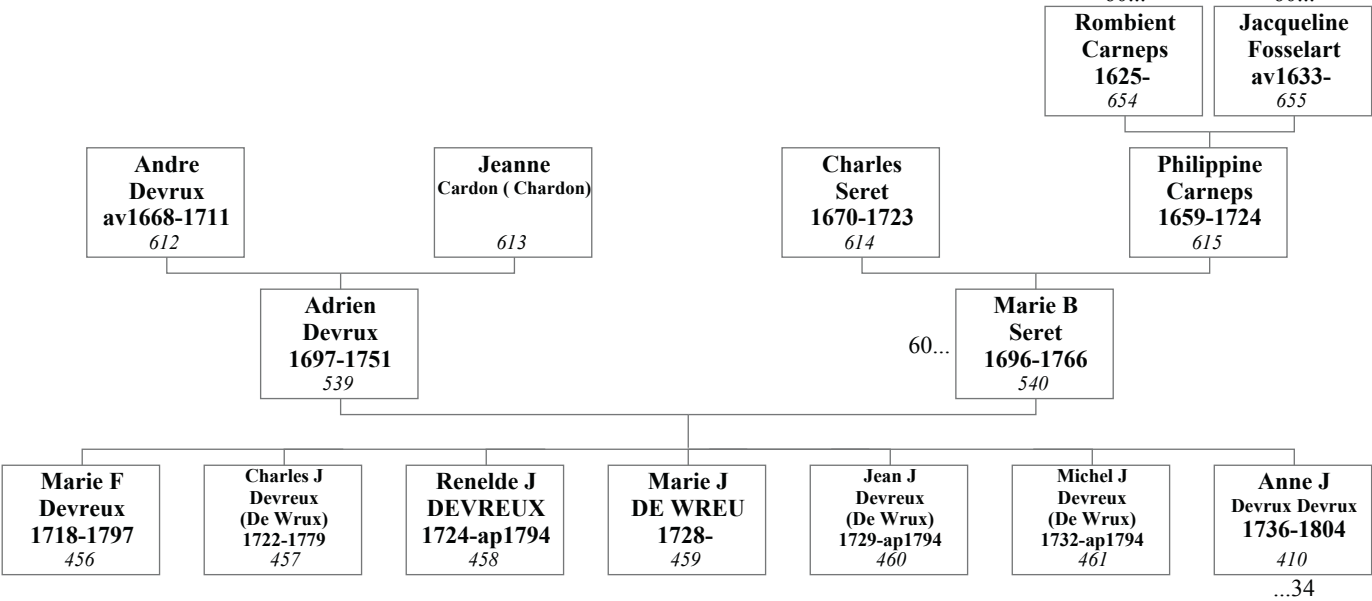 60...
60...
Rombient
Carneps
1625-
654
Jacqueline
Fosselart
av1633-
655
Andre
Devrux
av1668-1711
612
Jeanne
Cardon ( Chardon)
613
Charles
Seret
1670-1723
614
Philippine
Carneps
1659-1724
615
Adrien
Devrux
1697-1751
539
60...
Marie B
Seret
1696-1766
540
Marie F
Devreux
1718-1797
456
Charles J
Devreux
(De Wrux)
1722-1779
457
Renelde J
DEVREUX
1724-ap1794
458
Marie J
DE WREU
1728-
459
Jean J
Devreux
(De Wrux)
1729-ap1794
460
Michel J
Devreux
(De Wrux)
1732-ap1794
461
Anne J
Devrux Devrux
1736-1804
410
...34